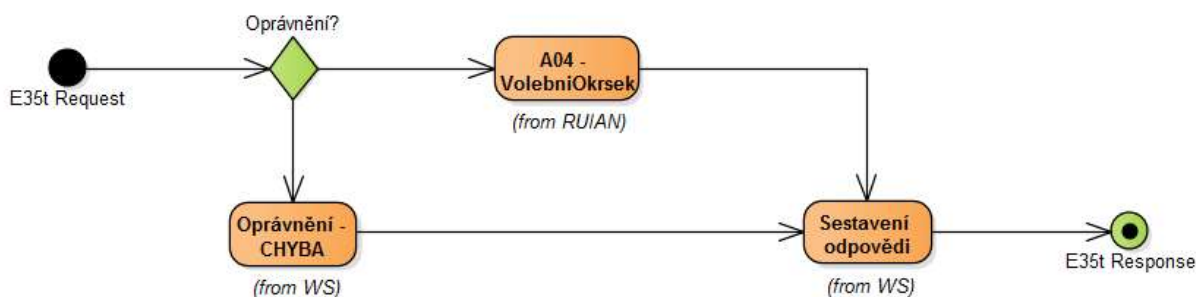 Oprávnění?
E35t Request
A04 -
VolebniOkrsek
(from RUIAN)
Oprávnění -
CHYBA
(from WS)
Sestavení
odpovědi
(from WS)
E35t Response